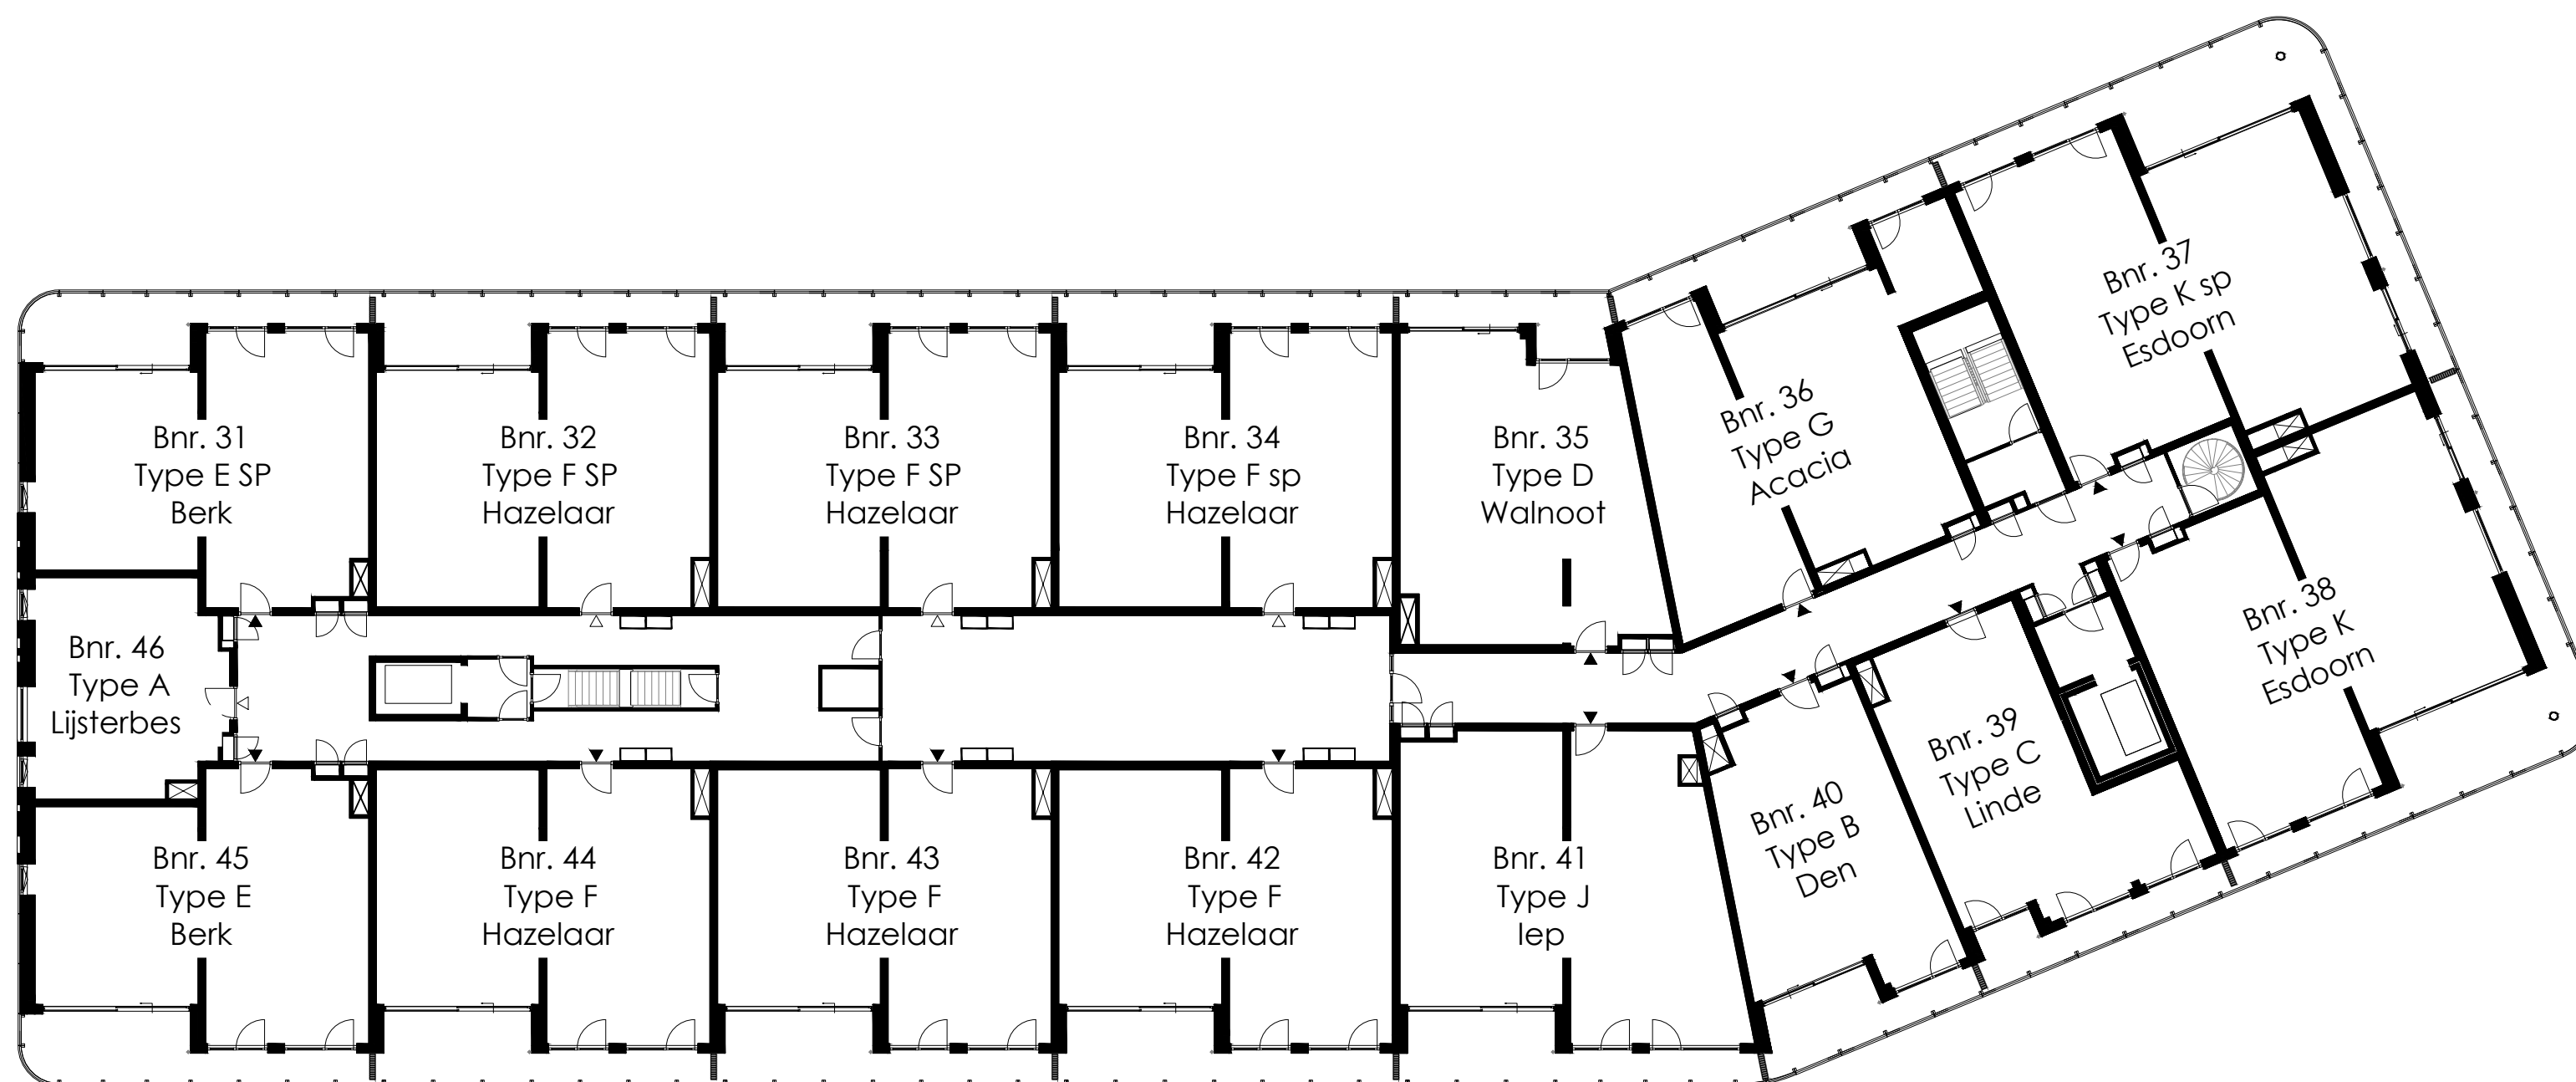 Bnr. 31
Type E SP
Berk
Bnr. 32
Type F SP
Hazelaar
Bnr. 33
Type F SP
Hazelaar
Bnr. 34
Type F sp
Hazelaar
Bnr. 35
Type D
Walnoot
Bnr. 36
Type G
Acacia
Bnr. 37
Type K sp
Esdoorn
Bnr. 38
Type K
Esdoorn
Bnr. 39
Type C
Linde
Bnr. 40
Type B
Den
Bnr. 41
Type J
Iep
Bnr. 42
Type F
Hazelaar
Bnr. 43
Type F
Hazelaar
Bnr. 44
Type F
Hazelaar
Bnr. 45
Type E
Berk
Bnr. 46
Type A
Lijsterbes